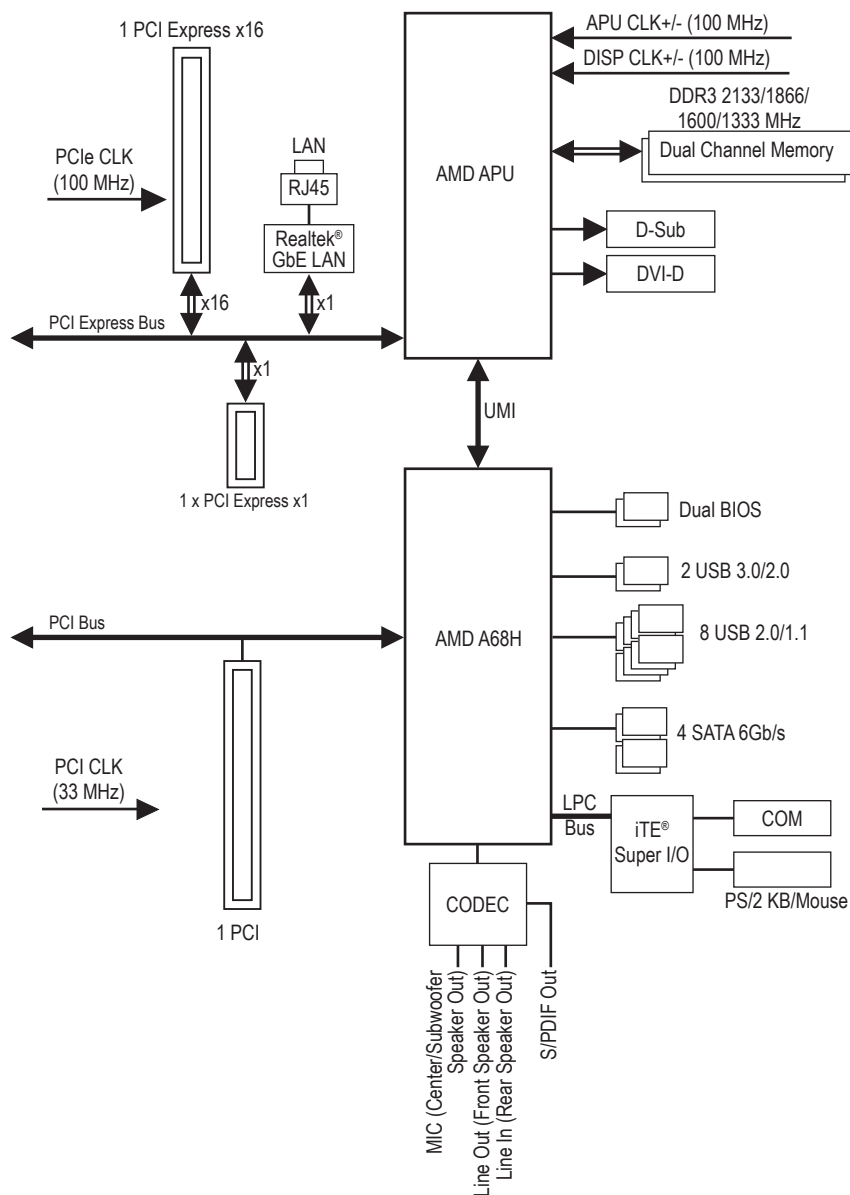 1 PCI Express x16
PCIe CLK
(100 MHz)
LAN
RJ45
Realtek®
GbE LAN
x16
x1
PCI Express Bus
x1
1 x PCI Express x1
AMD APU
APU CLK+/- (100 MHz)
DISP CLK+/- (100 MHz)
DDR3 2133/1866/
1600/1333 MHz
Dual Channel Memory
D-Sub
DVI-D
UMI
AMD A68H
Dual BIOS
2 USB 3.0/2.0
8 USB 2.0/1.1
4 SATA 6Gb/s
PCI Bus
PCI CLK
(33 MHz)
1 PCI
LPC
Bus
iTE®
Super I/O
COM
PS/2 KB/Mouse
CODEC
MIC (Center/Subwoofer
Speaker Out)
Line Out (Front Speaker Out)
Line In (Rear Speaker Out)
S/PDIF Out